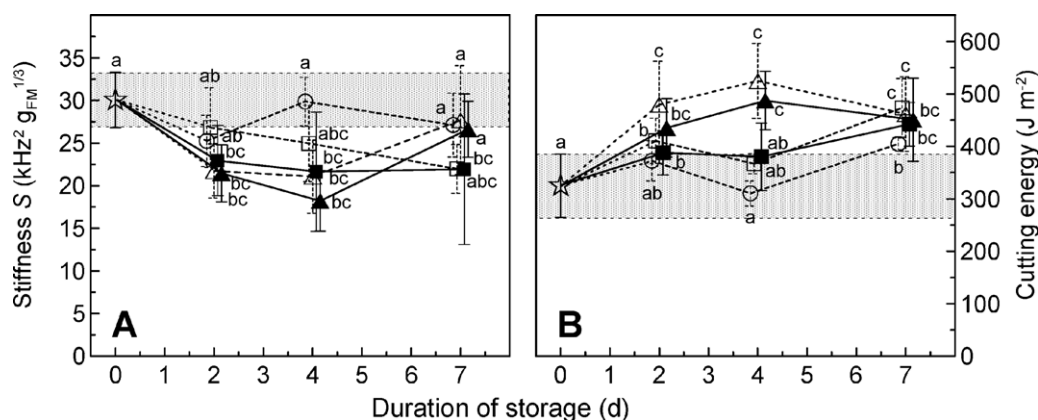 Stiffness S (kHz² g_FM^1/3)
35
30
25
20
15
10
5
0
a
ab
a
a
ab
bc
bc
bc
abc
bc
bc
bc
a
abc
abc
A
0 1 2 3 4 5 6 7
a
c
b
b
ab
c
c
ab
ab
a
c
c
bc
bc
b
B
0 1 2 3 4 5 6 7
600
500
400
300
200
100
0
Cutting energy (J m⁻²)
Duration of storage (d)